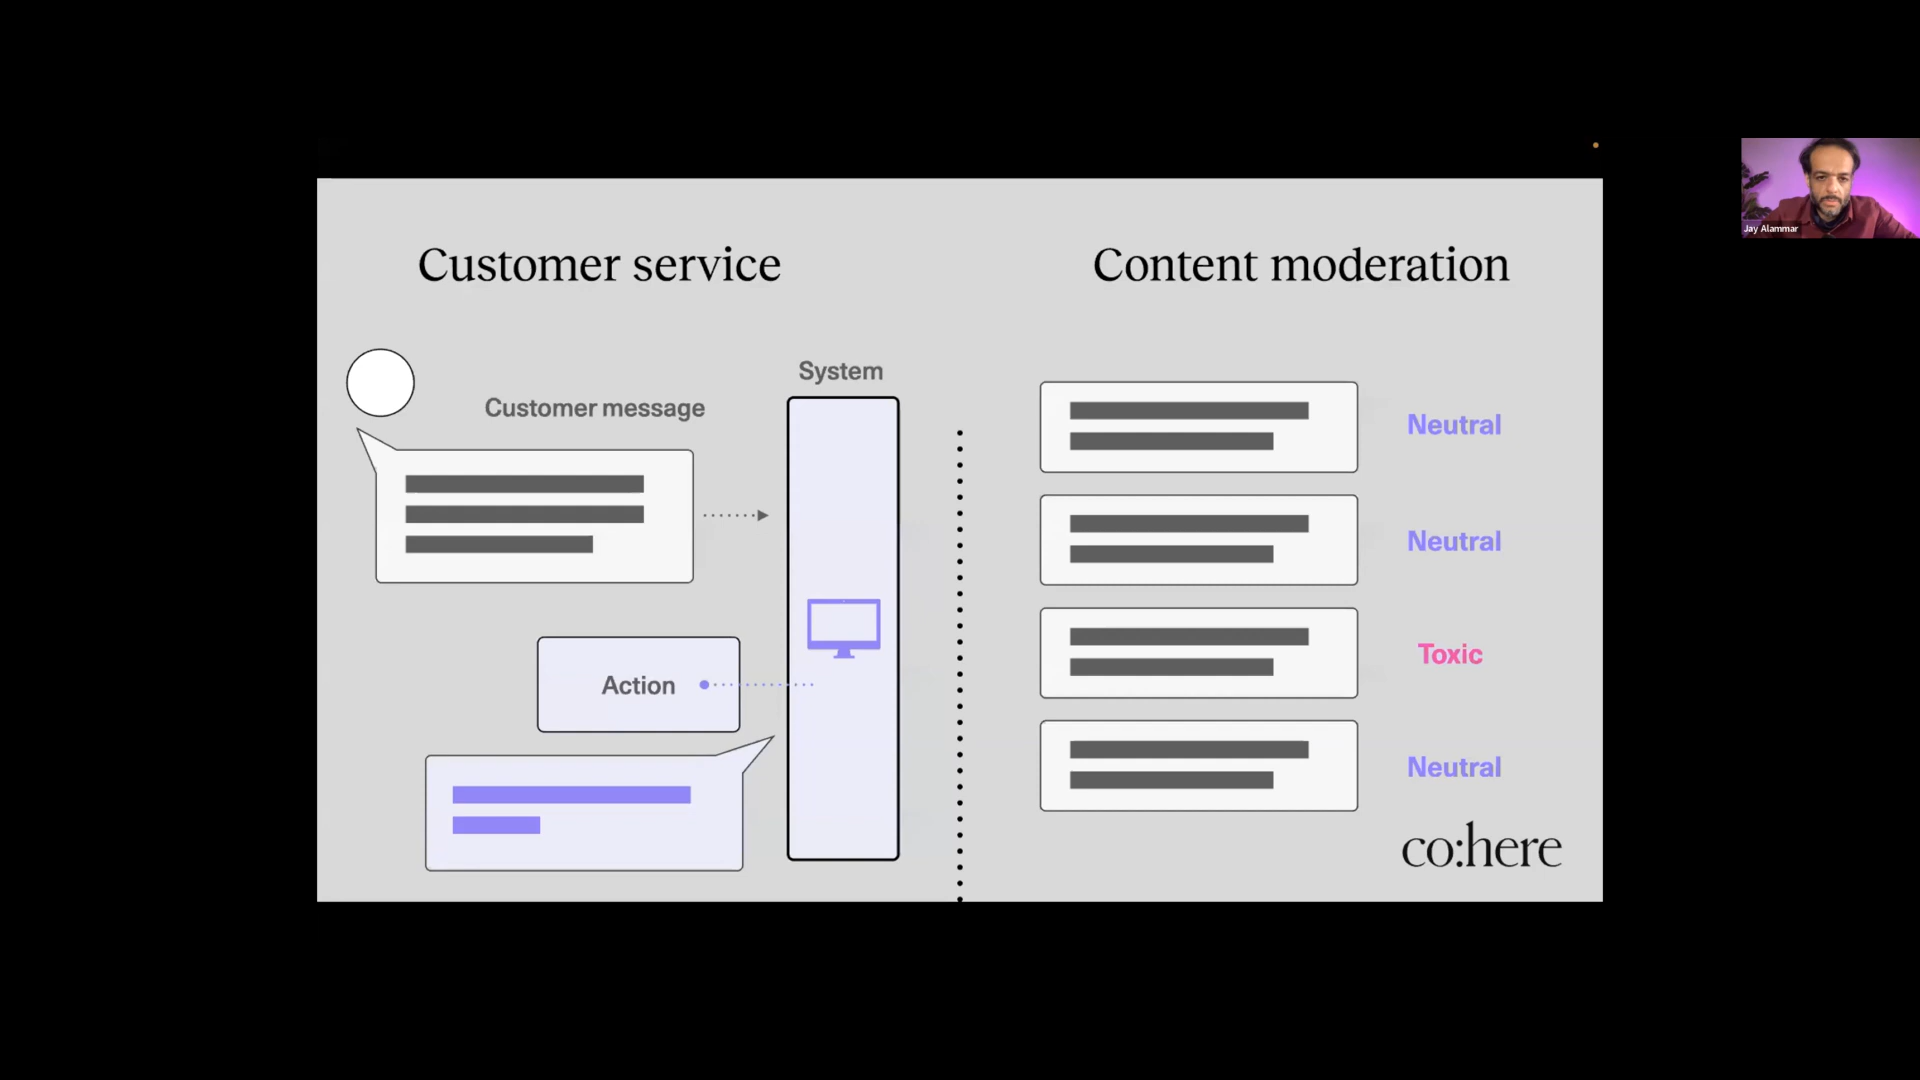 Customer service
Content moderation
System
Customer message
Action
Neutral
Neutral
Toxic
Neutral
co:here
Jay Alammar